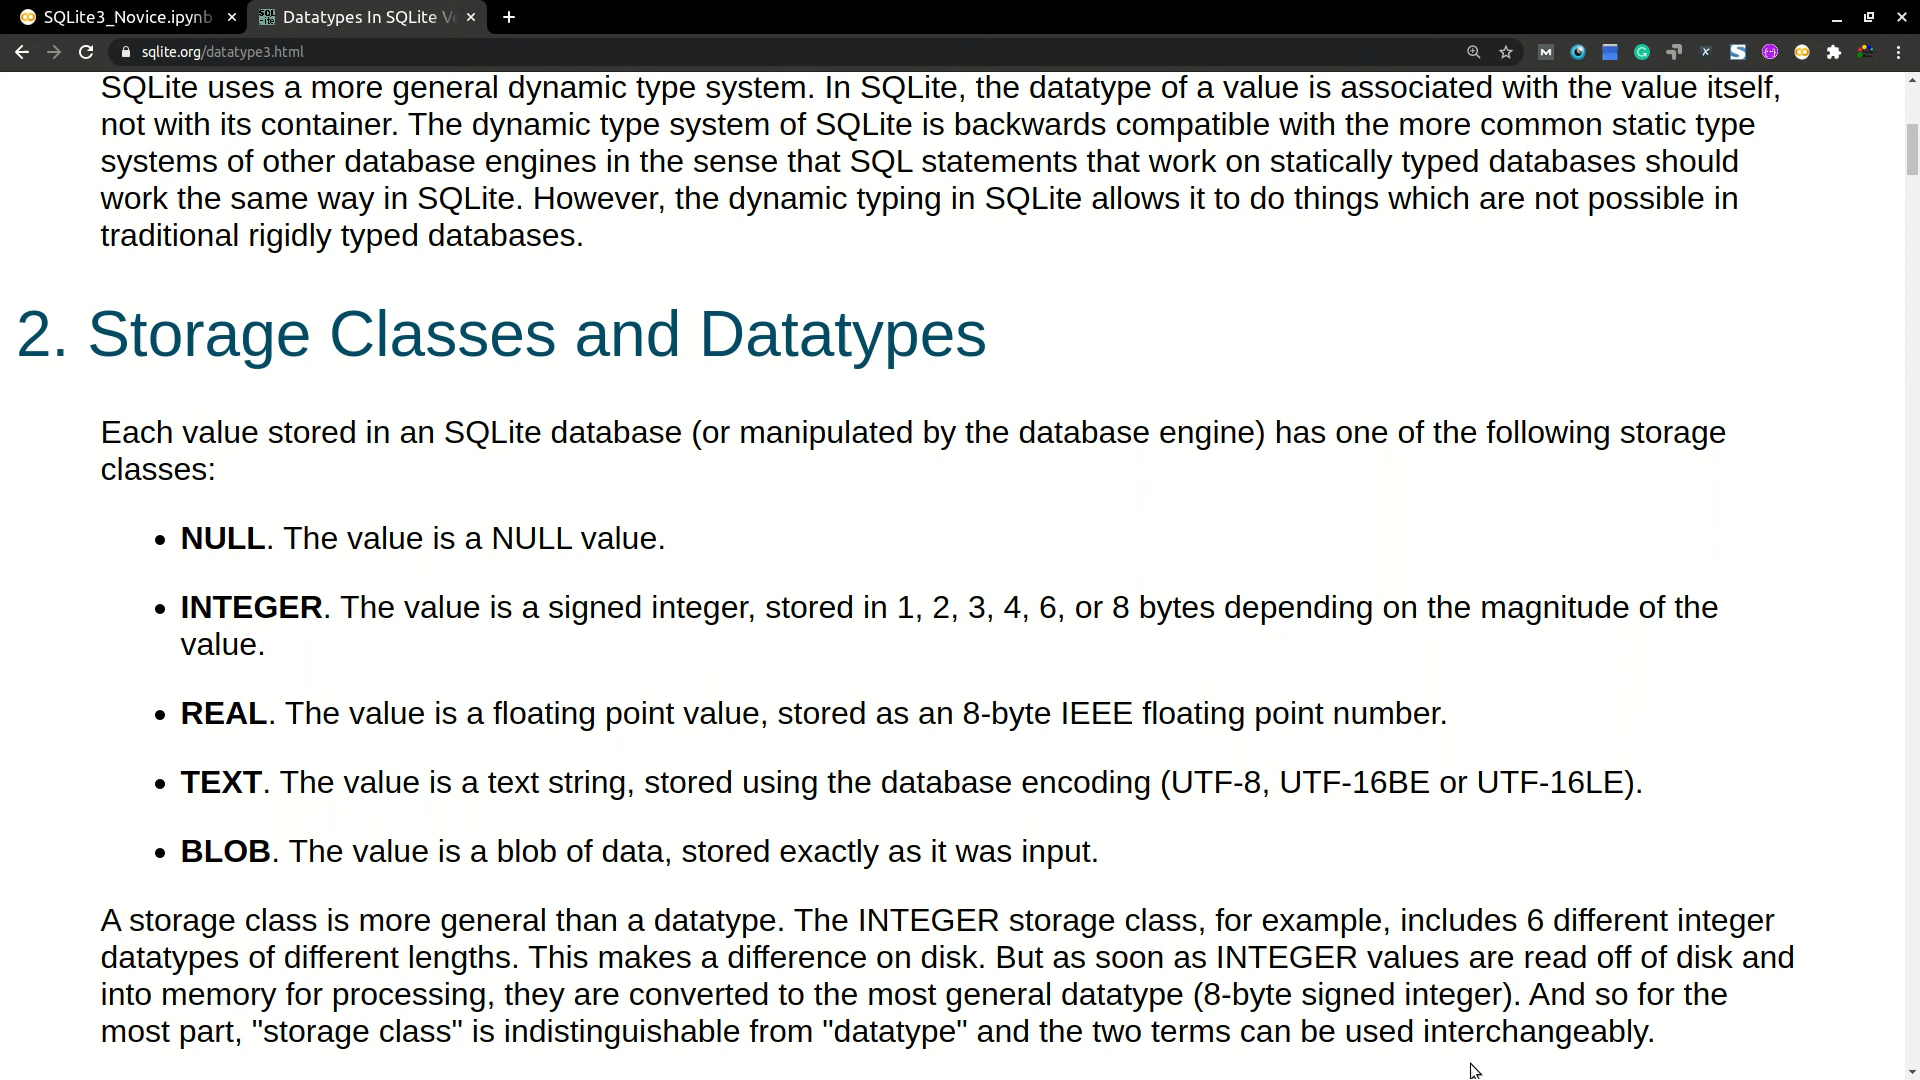 SQLite3_Novice.ipynb
Datatypes In SQLite Ve
sqlite.org/datatype3.html
SQLite uses a more general dynamic type system. In SQLite, the datatype of a value is associated with the value itself,
not with its container. The dynamic type system of SQLite is backwards compatible with the more common static type
systems of other database engines in the sense that SQL statements that work on statically typed databases should
work the same way in SQLite. However, the dynamic typing in SQLite allows it to do things which are not possible in
traditional rigidly typed databases.
2. Storage Classes and Datatypes
Each value stored in an SQLite database (or manipulated by the database engine) has one of the following storage
classes:
• NULL. The value is a NULL value.
• INTEGER. The value is a signed integer, stored in 1, 2, 3, 4, 6, or 8 bytes depending on the magnitude of the
value.
• REAL. The value is a floating point value, stored as an 8-byte IEEE floating point number.
• TEXT. The value is a text string, stored using the database encoding (UTF-8, UTF-16BE or UTF-16LE).
• BLOB. The value is a blob of data, stored exactly as it was input.
A storage class is more general than a datatype. The INTEGER storage class, for example, includes 6 different integer
datatypes of different lengths. This makes a difference on disk. But as soon as INTEGER values are read off of disk and
into memory for processing, they are converted to the most general datatype (8-byte signed integer). And so for the
most part, "storage class" is indistinguishable from "datatype" and the two terms can be used interchangeably.